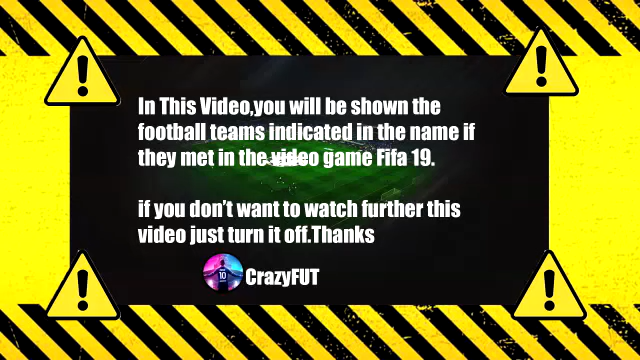 In This Video,you will be shown the
football teams indicated in the name if
they met in the video game Fifa 19.
if you don't want to watch further this
video just turn it off.Thanks
10
CrazyFUT